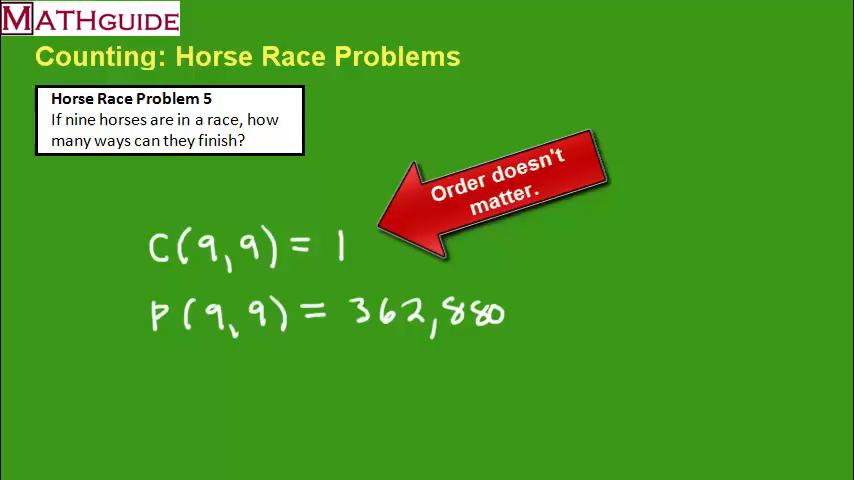 MATHGUIDE
Counting: Horse Race Problems
Horse Race Problem 5
If nine horses are in a race, how
many ways can they finish?
Order doesn't
matter.
C(9,9) = 1
P(9,9) = 362,880